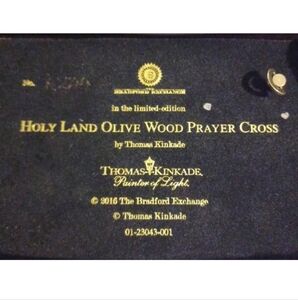 THE
BRADFORD EXCHANGE
in the limited-edition
HOLY LAND OLIVE WOOD PRAYER CROSS
by Thomas Kinkade
THOMAS KINKADE,
Painter of Light.
© 2016 The Bradford Exchange
© Thomas Kinkade
01-23043-001